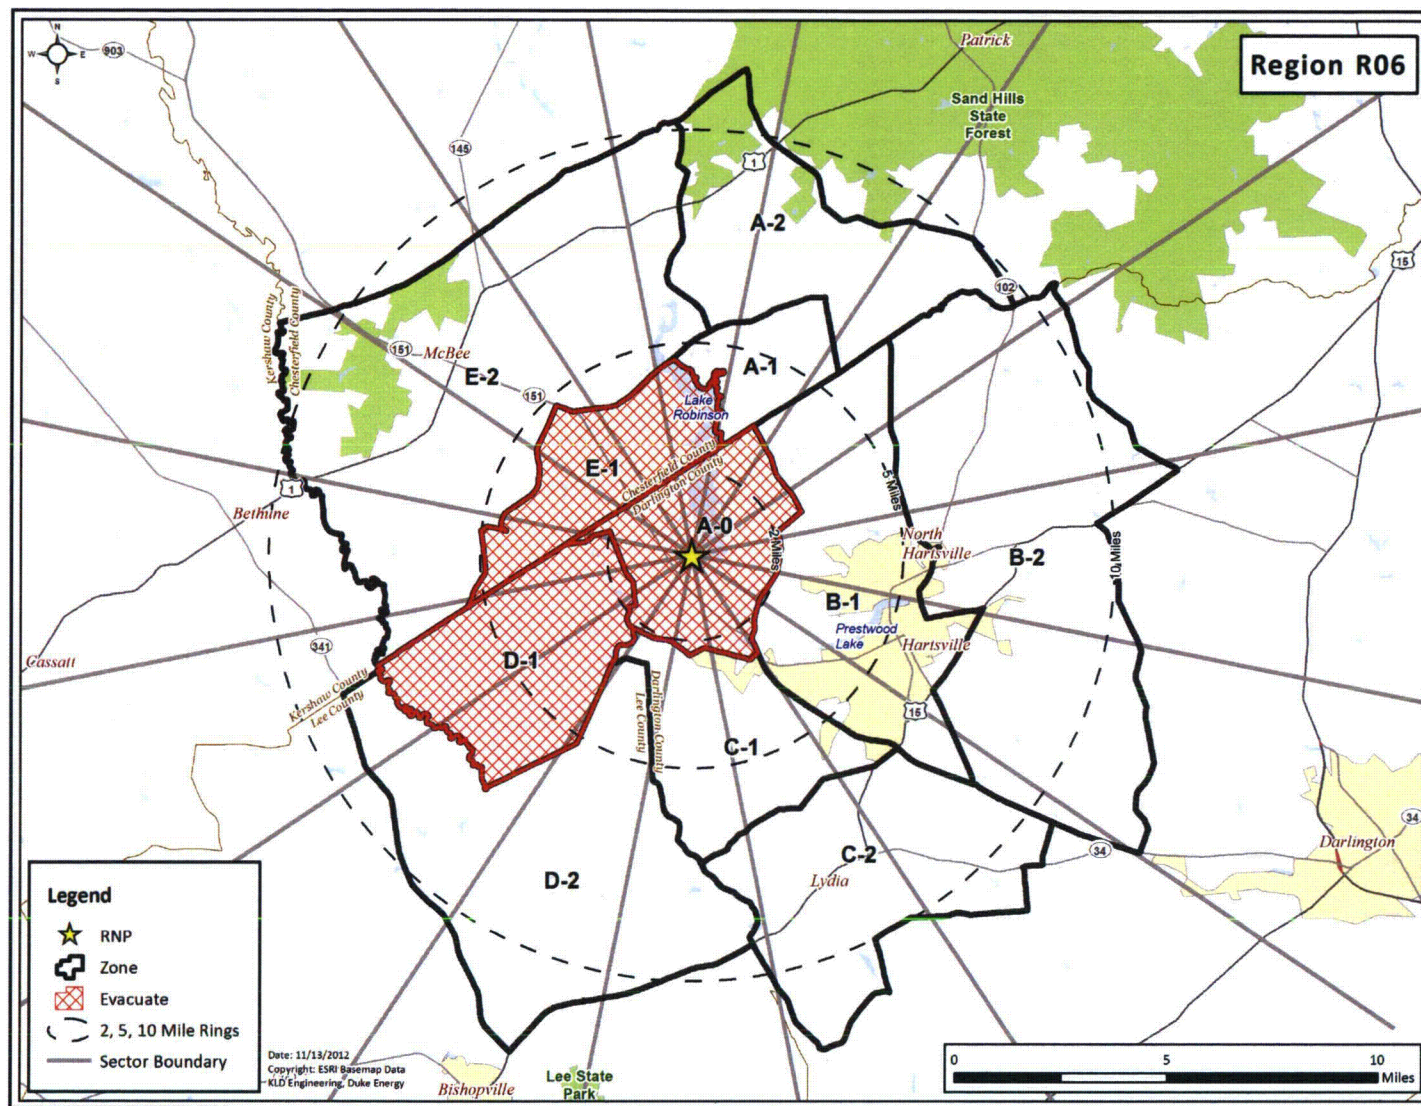 N
W E
S
903
Patrick
Region R06
Sand Hills
State
Forest
145
1
A-2
15
102
Kershaw County
Chesterfield County
151
McBee
E-2
151
A-1
Lake
Robinson
E-1
Chesterfield County
Darlington County
5 Miles
1
Bethune
A-0
2 Miles
North
Hartsville
B-2
10 Miles
B-1
Prestwood
Lake
Hartsville
341
Cassatt
D-1
Kershaw County
Lee County
Darlington County
Lee County
15
C-1
34
Darlington
34
C-2
D-2
Lydia
Legend
RNP
Zone
Evacuate
2, 5, 10 Mile Rings
Sector Boundary
Date: 11/13/2012
Copyright: ESRI Basemap Data
KLD Engineering, Duke Energy
Bishopville
Lee State
Park
0 5 10
Miles